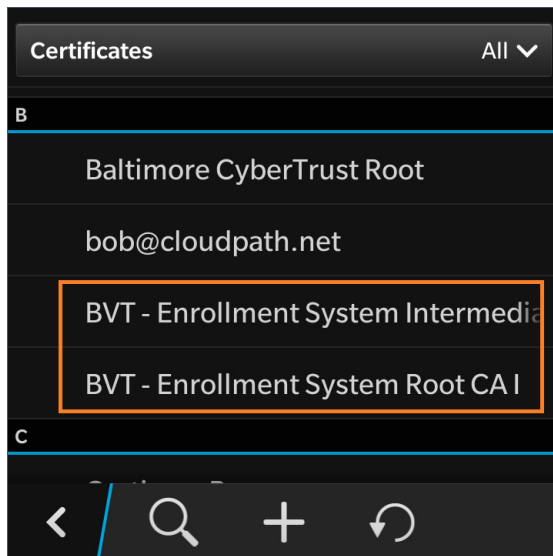 Certificates All
B
Baltimore CyberTrust Root
bob@cloudpath.net
BVT - Enrollment System Intermedia
BVT - Enrollment System Root CA I
C